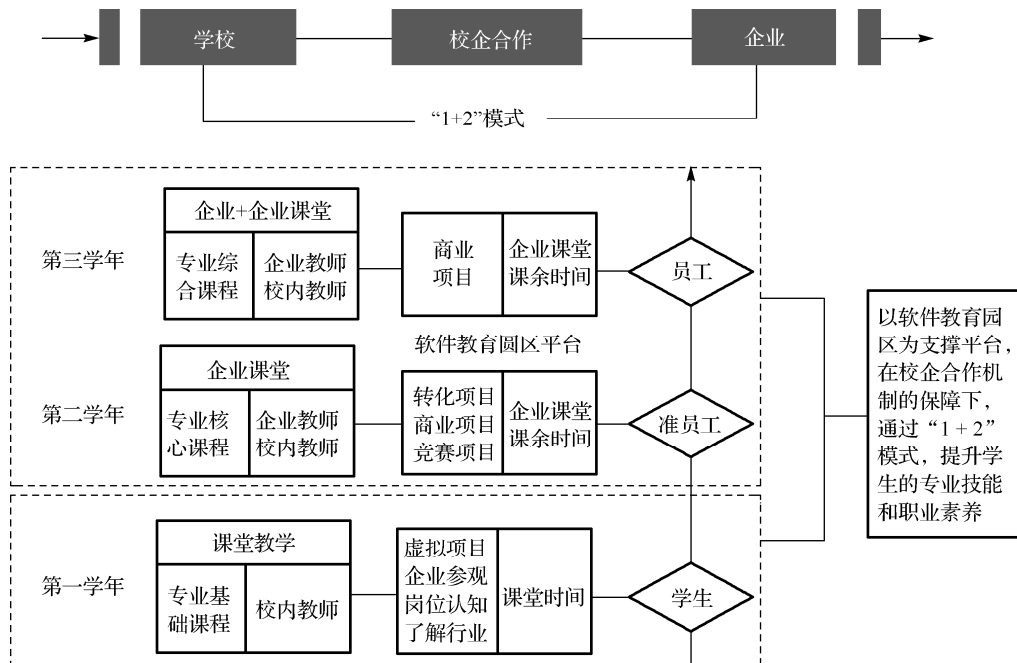 学校
校企合作
企业
“1+2”模式
第三学年
企业+企业课堂
专业综
合课程
企业教师
校内教师
商业
项目
企业课堂
课余时间
员工
软件教育圆区平台
第二学年
企业课堂
专业核
心课程
企业教师
校内教师
转化项目
商业项目
竞赛项目
企业课堂
课余时间
准员工
第一学年
课堂教学
专业基
础课程
校内教师
虚拟项目
企业参观
岗位认知
了解行业
课堂时间
学生
以软件教育园
区为支撑平台，
在校企合作机
制的保障下，
通过“1+2”
模式，提升学
生的专业技能
和职业素养